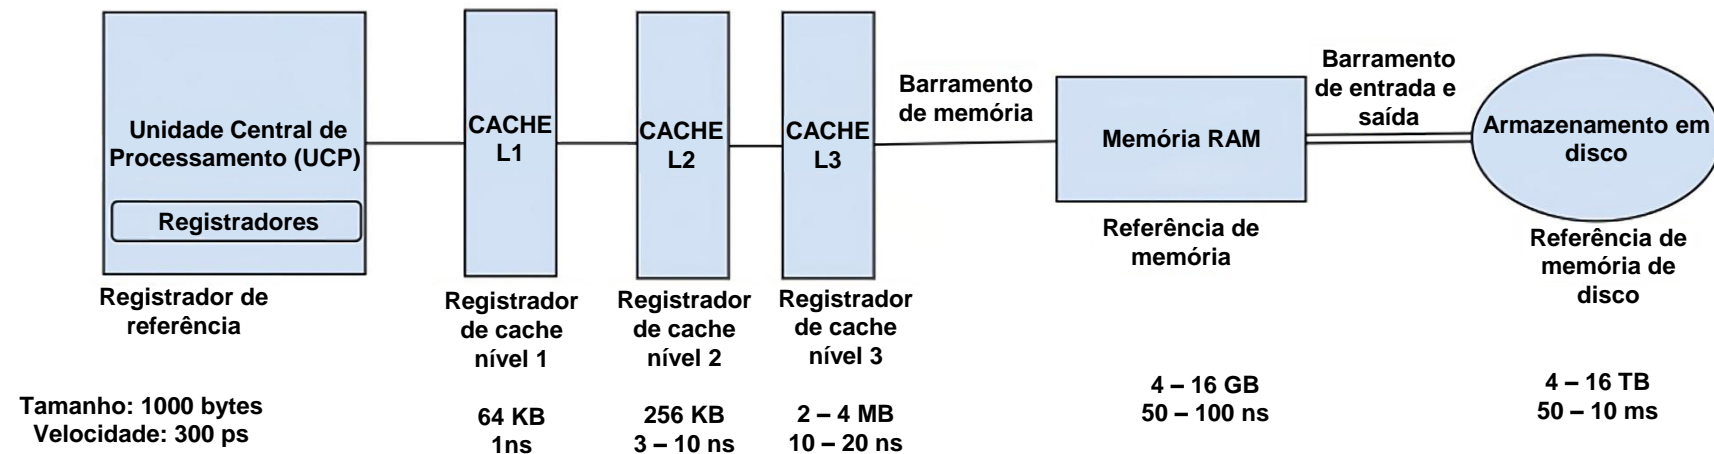 Unidade Central de
Processamento (UCP)
Registradores
Registrador de
referência
Tamanho: 1000 bytes
Velocidade: 300 ps
CACHE
L1
Registrador
de cache
nível 1
64 KB
1ns
CACHE
L2
Registrador
de cache
nível 2
256 KB
3 – 10 ns
CACHE
L3
Registrador
de cache
nível 3
2 – 4 MB
10 – 20 ns
Barramento
de memória
Memória RAM
Referência de
memória
4 – 16 GB
50 – 100 ns
Barramento
de entrada e
saída
Armazenamento em
disco
Referência de
memória de
disco
4 – 16 TB
50 – 10 ms